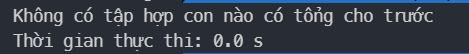 Không có tập hợp con nào có tổng cho trước
Thời gian thực thi: 0.0 s